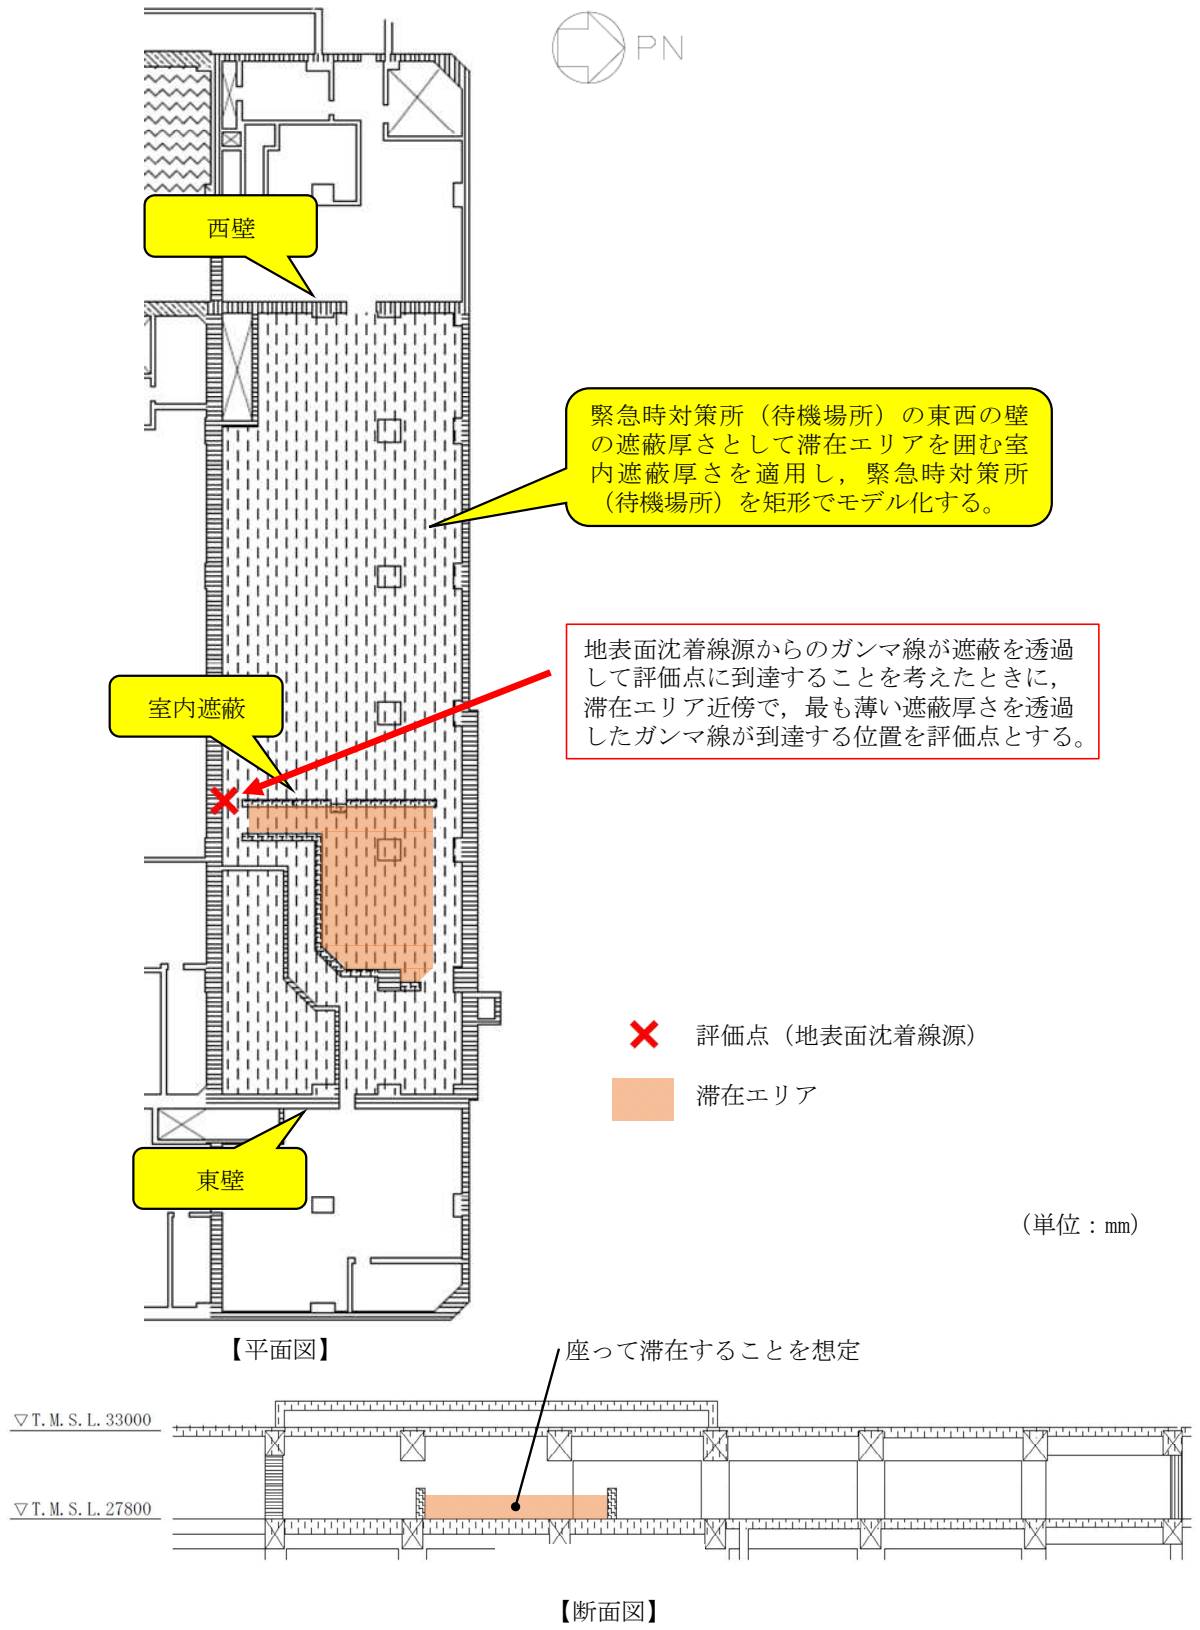 PN
西壁
緊急時対策所（待機場所）の東西の壁
の遮蔽厚さとして滞在エリアを囲む室
内遮蔽厚さを適用し，緊急時対策所
（待機場所）を矩形でモデル化する。
地表面沈着線源からのガンマ線が遮蔽を透過
して評価点に到達することを考えたときに，
滞在エリア近傍で，最も薄い遮蔽厚さを透過
したガンマ線が到達する位置を評価点とする。
室内遮蔽
評価点（地表面沈着線源）
滞在エリア
東壁
（単位：mm）
【平面図】
座って滞在することを想定
▽T.M.S.L.33000
▽T.M.S.L.27800
【断面図】